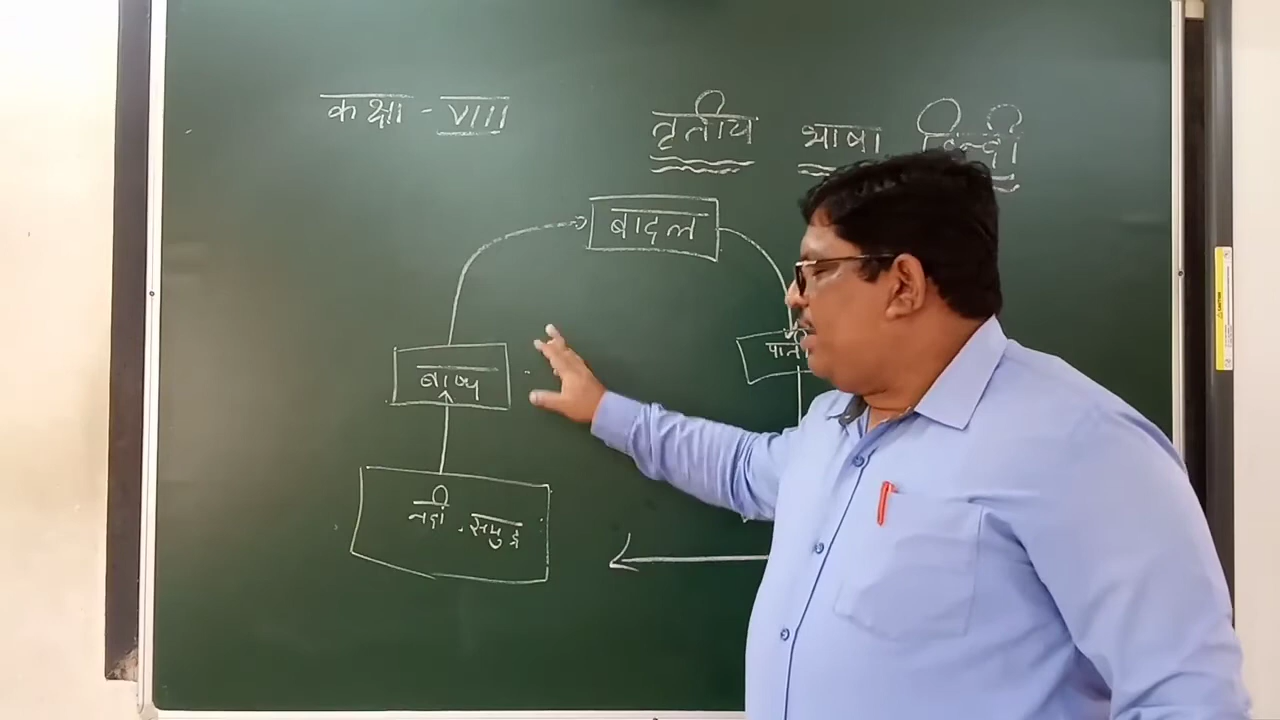 कक्षा - VIII
तृतीय भाषा हिन्दी
बादल
बाष्प
पानी
नदी . समुद्र